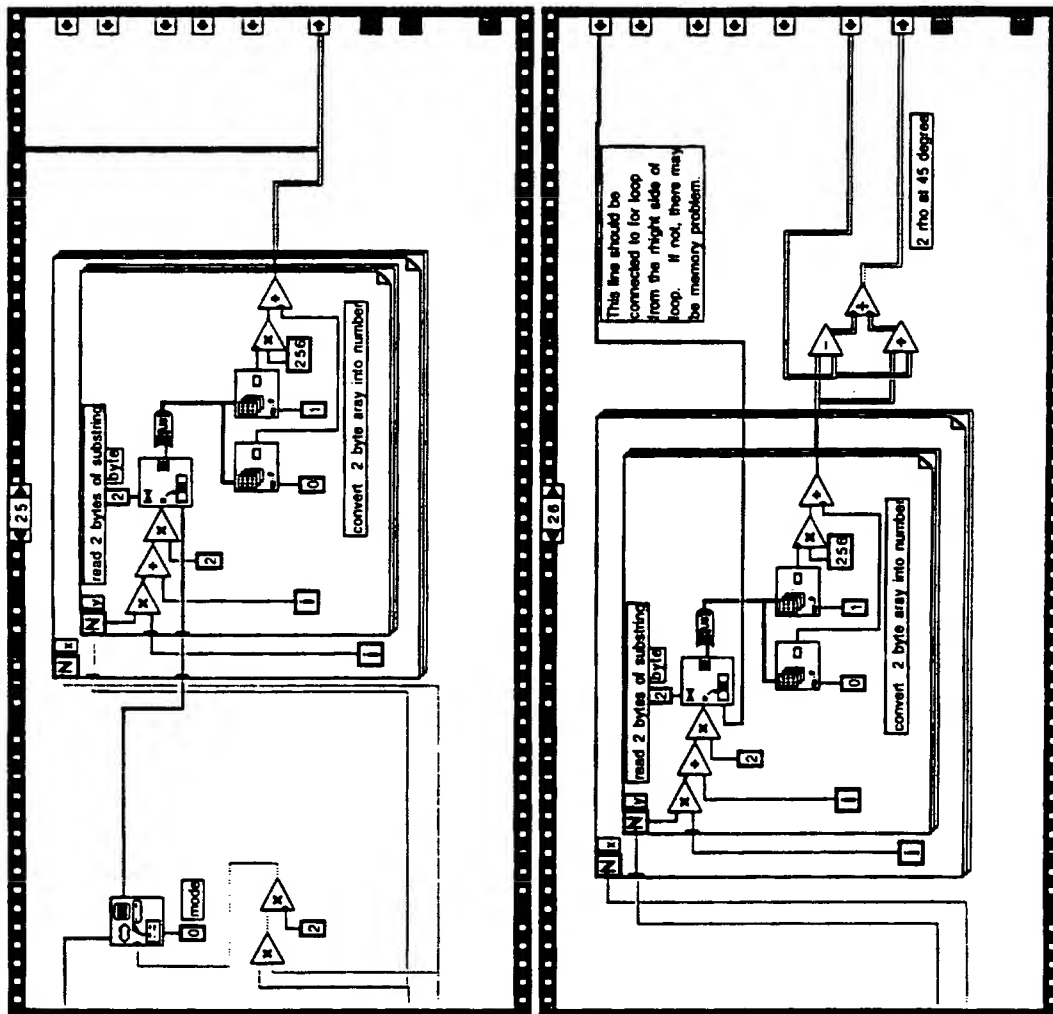 25
N x
N y
read 2 bytes of substring
2 byte
2
i
i
0
1
256
convert 2 byte aray into number
0 mode
2
26
N x
N y
read 2 bytes of substring
2 byte
2
i
i
0
1
256
convert 2 byte aray into number
This line should be
connected to for loop
from the rhight side of
loop. If not, there may
be memory problem.
2 rho at 45 degree